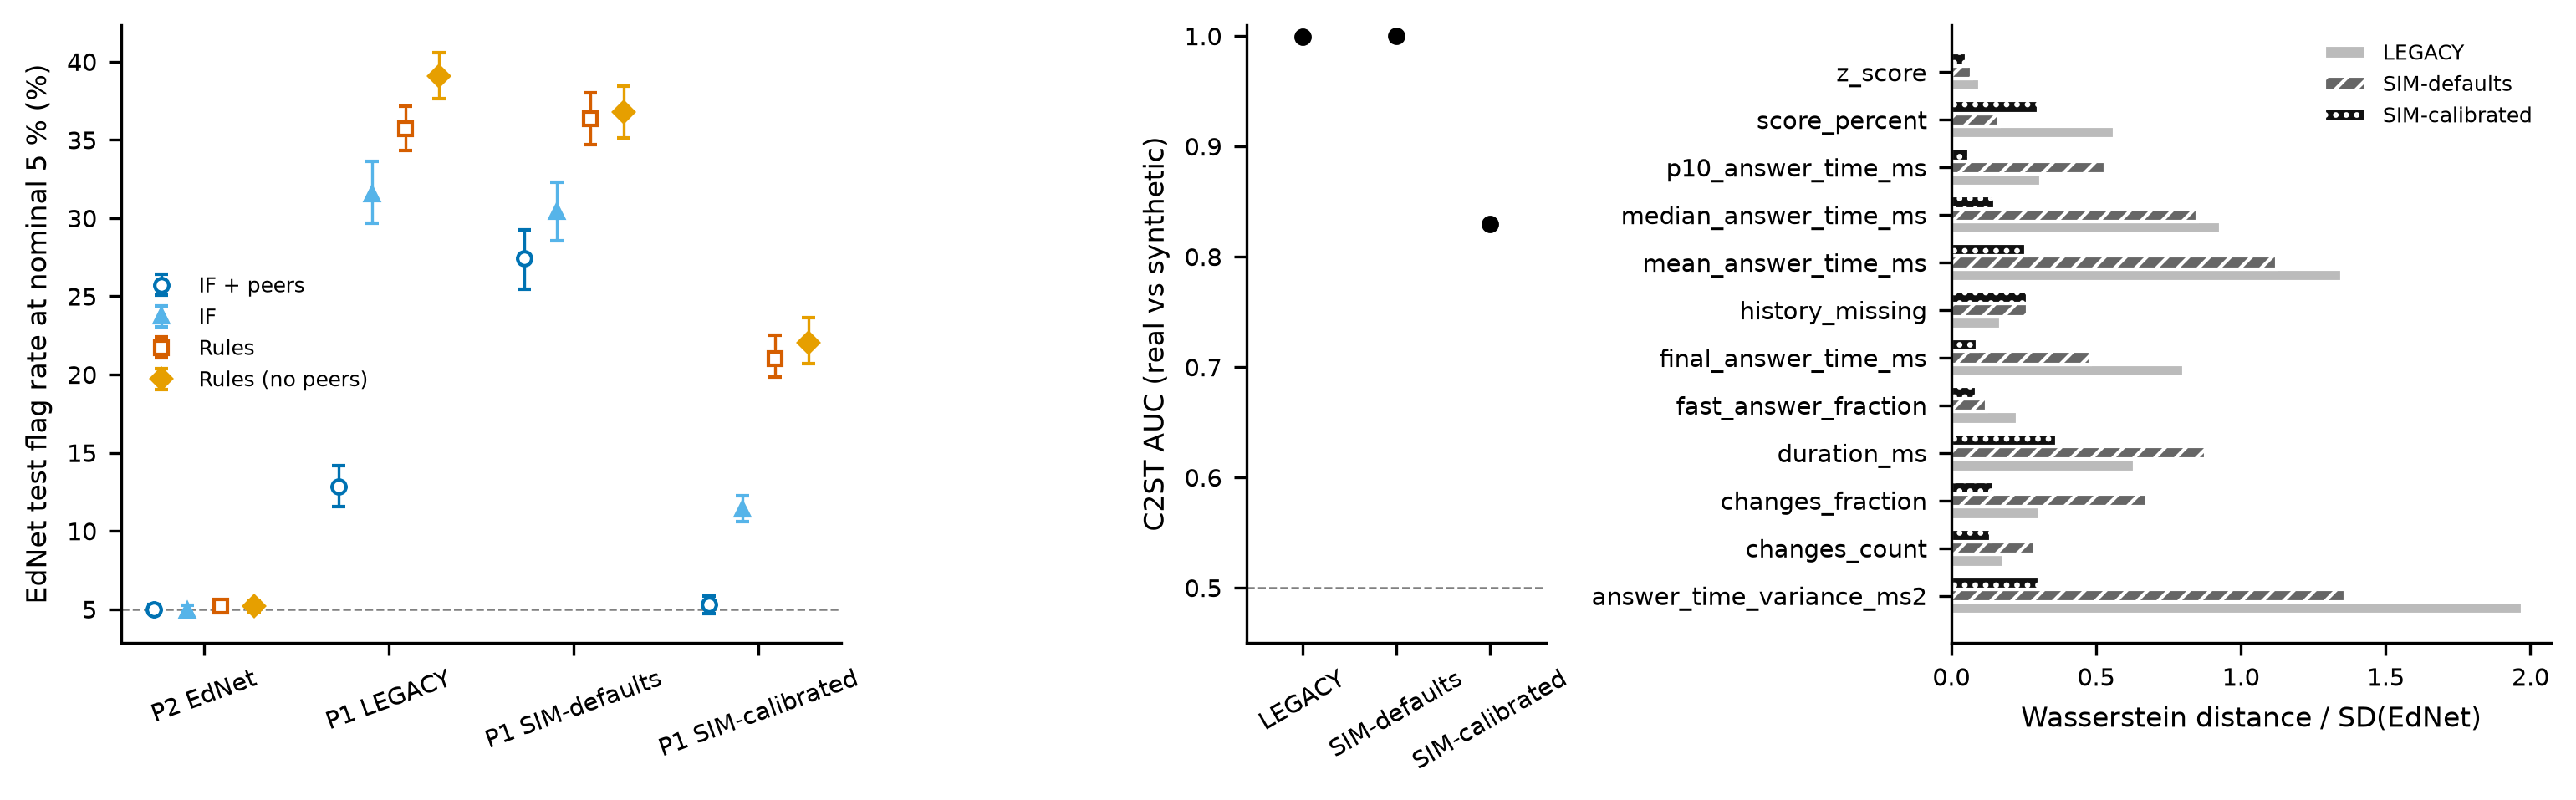 EdNet test flag rate at nominal 5 % (%)
40
35
30
25
20
15
10
5
IF + peers
IF
Rules
Rules (no peers)
P2 EdNet
P1 LEGACY
P1 SIM-defaults
P1 SIM-calibrated
C2ST AUC (real vs synthetic)
1.0
0.9
0.8
0.7
0.6
0.5
LEGACY
SIM-defaults
SIM-calibrated
z_score
score_percent
p10_answer_time_ms
median_answer_time_ms
mean_answer_time_ms
history_missing
final_answer_time_ms
fast_answer_fraction
duration_ms
changes_fraction
changes_count
answer_time_variance_ms2
LEGACY
SIM-defaults
SIM-calibrated
0.0 0.5 1.0 1.5 2.0
Wasserstein distance / SD(EdNet)